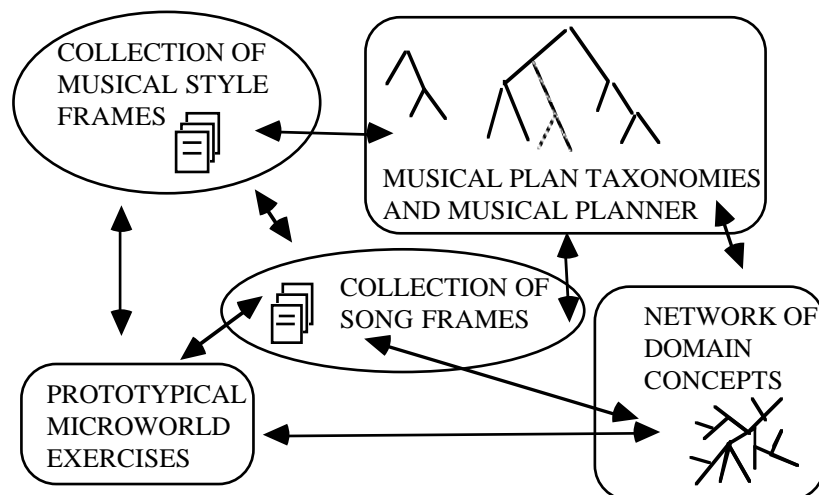 COLLECTION OF
MUSICAL STYLE
FRAMES
MUSICAL PLAN TAXONOMIES
AND MUSICAL PLANNER
COLLECTION OF
SONG FRAMES
NETWORK OF
DOMAIN
CONCEPTS
PROTOTYPICAL
MICROWORLD
EXERCISES